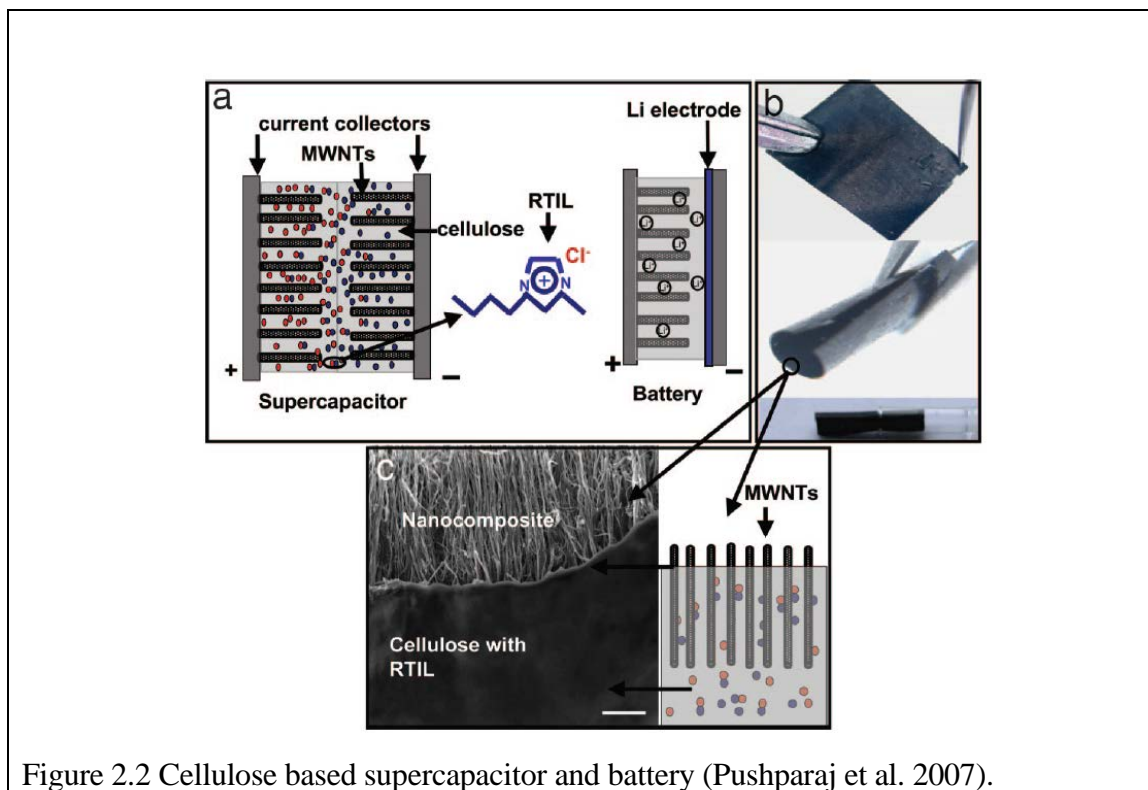 a
current collectors
MWNTs
cellulose
+
−
Supercapacitor
RTIL
Cl-
N + N
Li electrode
+
−
Battery
b
c
Nanocomposite
Cellulose with
RTIL
MWNTs
Figure 2.2 Cellulose based supercapacitor and battery (Pushparaj et al. 2007).